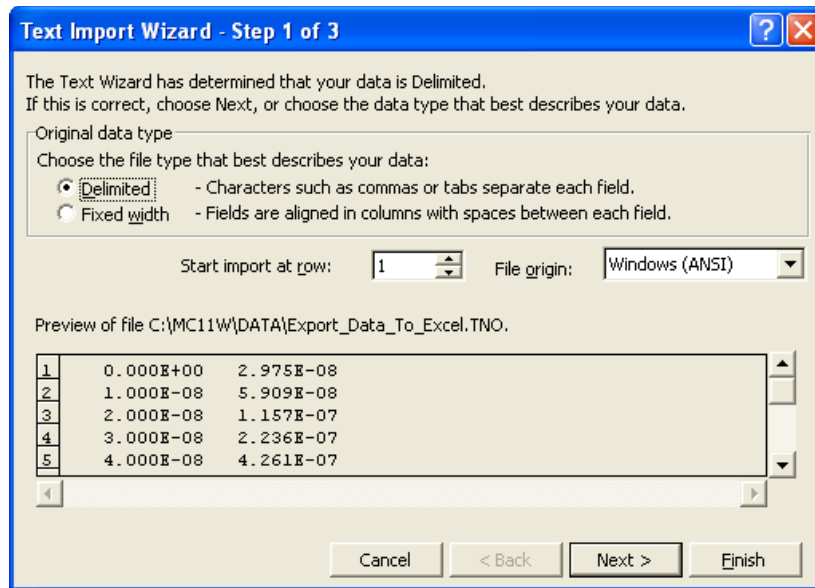 Text Import Wizard - Step 1 of 3
The Text Wizard has determined that your data is Delimited.
If this is correct, choose Next, or choose the data type that best describes your data.
Original data type
Choose the file type that best describes your data:
Delimited - Characters such as commas or tabs separate each field.
Fixed width - Fields are aligned in columns with spaces between each field.
Start import at row: 1 File origin: Windows (ANSI)
Preview of file C:\MC11W\DATA\Export_Data_To_Excel.TNO.
1 0.000E+00 2.975E-08
2 1.000E-08 5.909E-08
3 2.000E-08 1.157E-07
4 3.000E-08 2.236E-07
5 4.000E-08 4.261E-07
Cancel < Back Next > Finish